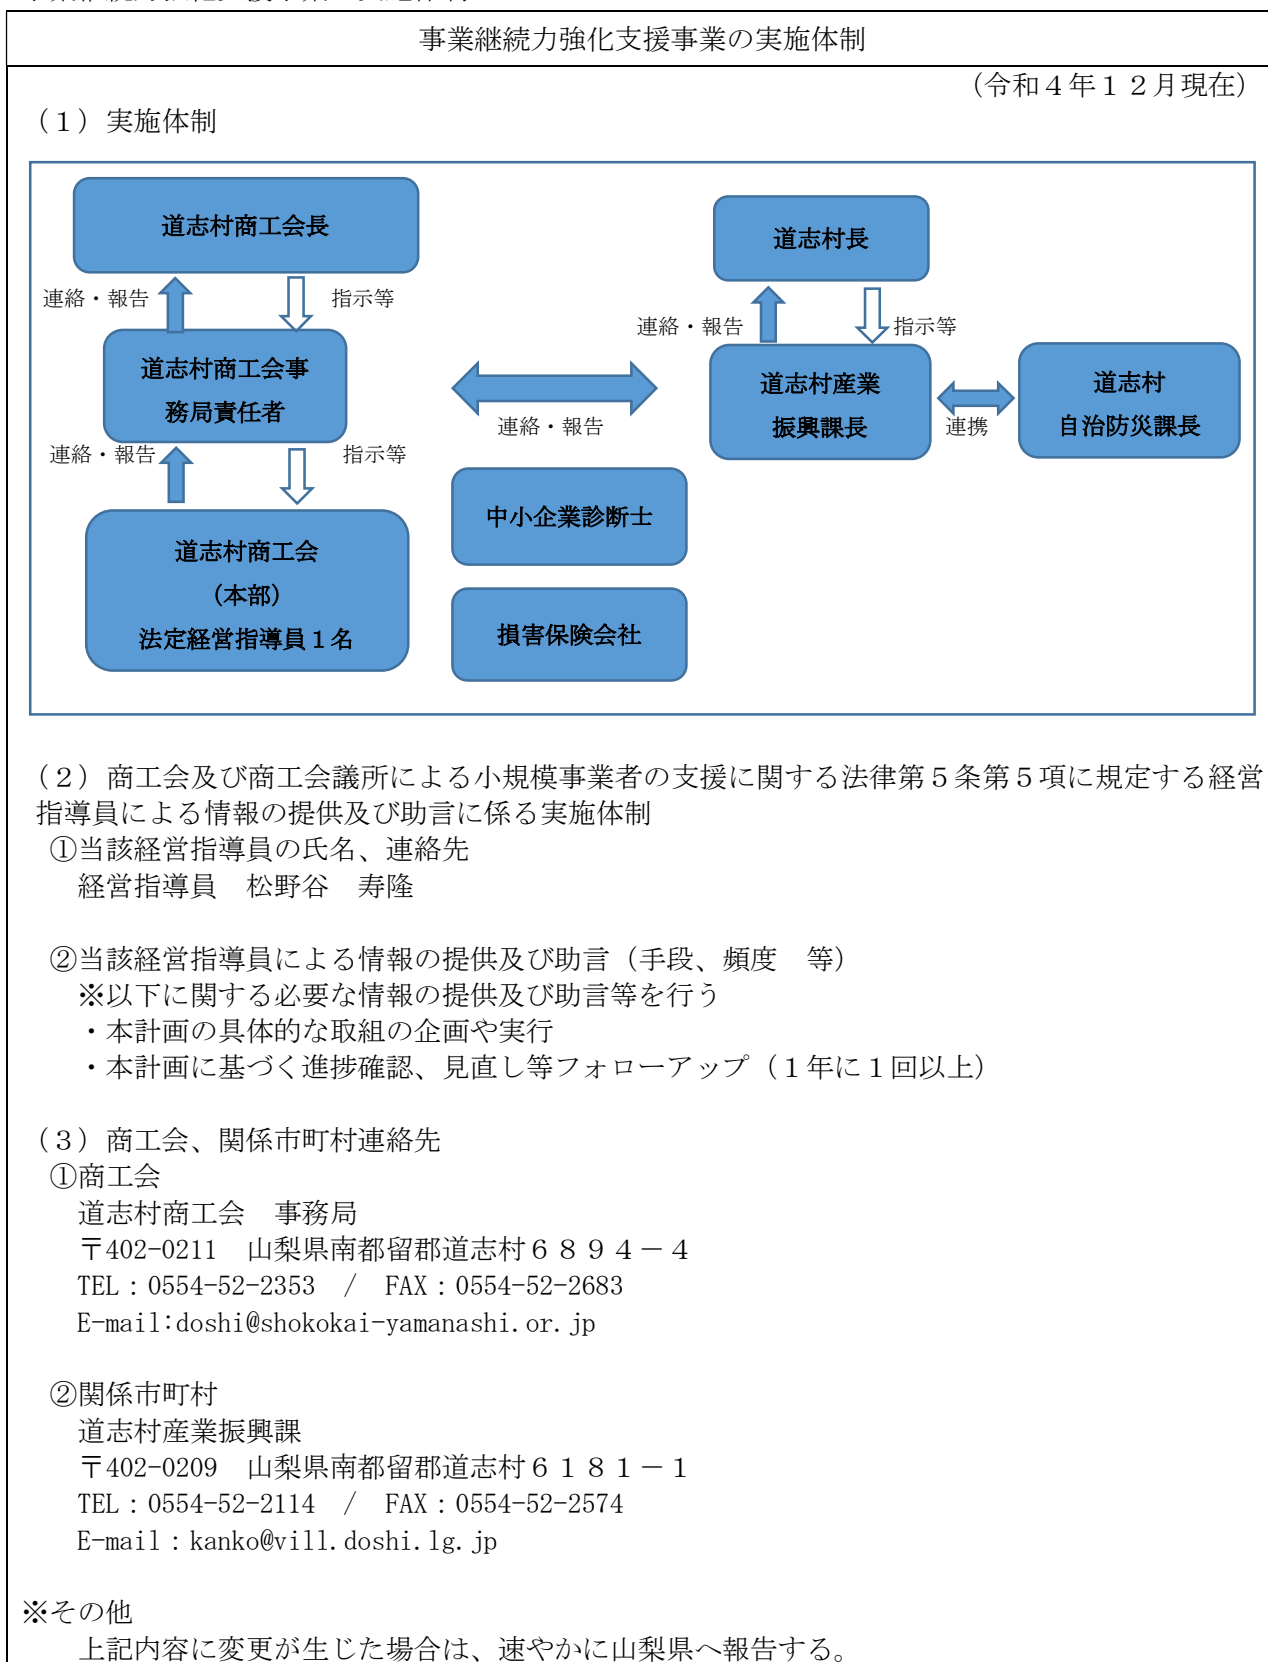 事業継続力強化支援事業の実施体制
（令和４年１２月現在）
（１）実施体制
道志村商工会長
道志村長
連絡・報告
指示等
連絡・報告
指示等
道志村商工会事
務局責任者
連絡・報告
道志村産業
振興課長
連携
道志村
自治防災課長
連絡・報告
指示等
道志村商工会
（本部）
法定経営指導員１名
中小企業診断士
損害保険会社
（２）商工会及び商工会議所による小規模事業者の支援に関する法律第５条第５項に規定する経営
指導員による情報の提供及び助言に係る実施体制
①当該経営指導員の氏名、連絡先
経営指導員　松野谷　寿隆
②当該経営指導員による情報の提供及び助言（手段、頻度　等）
※以下に関する必要な情報の提供及び助言等を行う
・本計画の具体的な取組の企画や実行
・本計画に基づく進捗確認、見直し等フォローアップ（１年に１回以上）
（３）商工会、関係市町村連絡先
①商工会
道志村商工会　事務局
〒402-0211　山梨県南都留郡道志村６８９４－４
TEL：0554-52-2353　/　FAX：0554-52-2683
E-mail:doshi@shokokai-yamanashi.or.jp
②関係市町村
道志村産業振興課
〒402-0209　山梨県南都留郡道志村６１８１－１
TEL：0554-52-2114　/　FAX：0554-52-2574
E-mail：kanko@vill.doshi.lg.jp
※その他
上記内容に変更が生じた場合は、速やかに山梨県へ報告する。